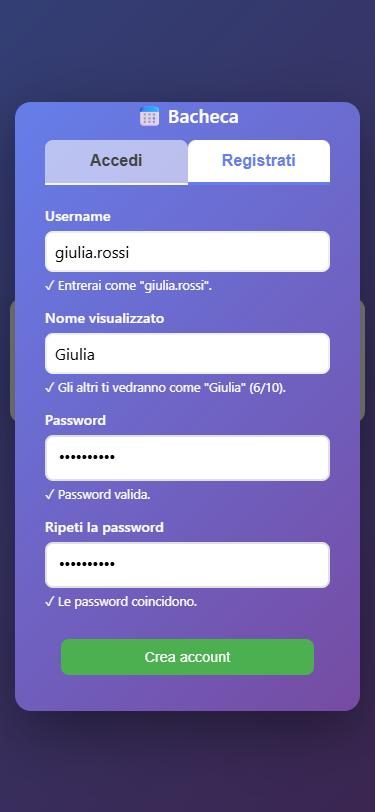 Bacheca
Accedi
Registrati
Username
giulia.rossi
✓ Entrerai come "giulia.rossi".
Nome visualizzato
Giulia
✓ Gli altri ti vedranno come "Giulia" (6/10).
Password
••••••••••
✓ Password valida.
Ripeti la password
••••••••••
✓ Le password coincidono.
Crea account